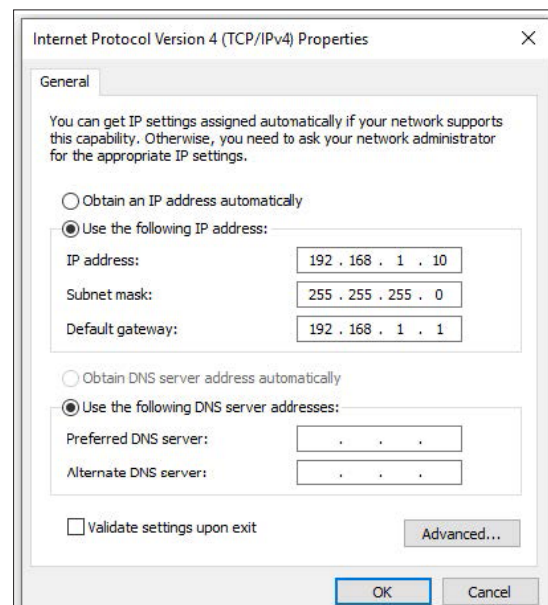 Internet Protocol Version 4 (TCP/IPv4) Properties
General
You can get IP settings assigned automatically if your network supports
this capability. Otherwise, you need to ask your network administrator
for the appropriate IP settings.
Obtain an IP address automatically
Use the following IP address:
IP address: 192 . 168 . 1 . 10
Subnet mask: 255 . 255 . 255 . 0
Default gateway: 192 . 168 . 1 . 1
Obtain DNS server address automatically
Use the following DNS server addresses:
Preferred DNS server: . . .
Alternate DNS server: . . .
Validate settings upon exit
Advanced...
OK Cancel